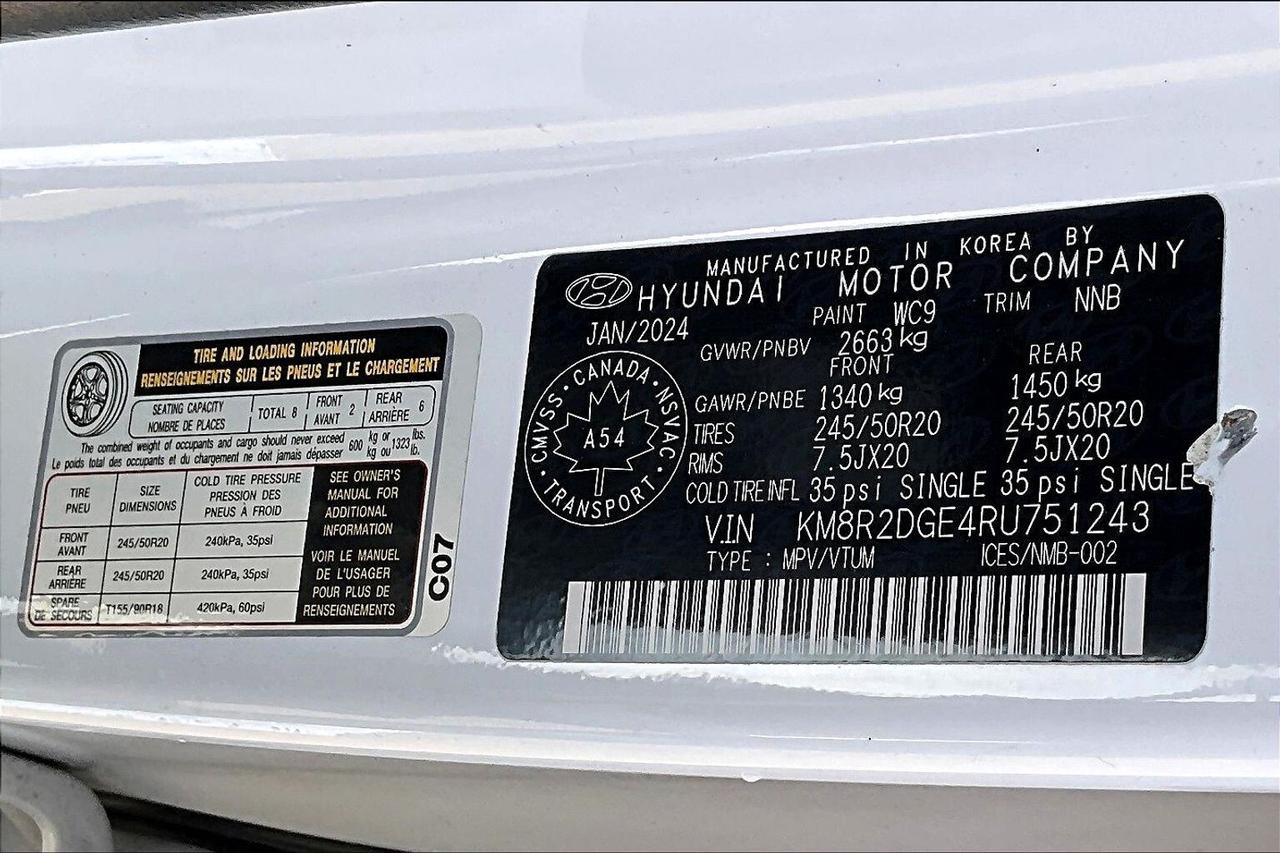 TIRE AND LOADING INFORMATION
RENSEIGNEMENTS SUR LES PNEUS ET LE CHARGEMENT
SEATING CAPACITY
NOMBRE DE PLACES
TOTAL 8
FRONT
AVANT 2
REAR
ARRIÈRE 6
The combined weight of occupants and cargo should never exceed 600 kg or 1323 lbs.
Le poids total des occupants et du chargement ne doit jamais dépasser kg ou lb.
TIRE
PNEU
SIZE
DIMENSIONS
COLD TIRE PRESSURE
PRESSION DES
PNEUS À FROID
FRONT
AVANT
245/50R20
240kPa, 35psi
REAR
ARRIÈRE
245/50R20
240kPa, 35psi
SPARE
DE SECOURS
T155/90R18
420kPa, 60psi
SEE OWNER'S
MANUAL FOR
ADDITIONAL
INFORMATION
VOIR LE MANUEL
DE L'USAGER
POUR PLUS DE
RENSEIGNEMENTS
C07
MANUFACTURED IN KOREA BY
HYUNDAI MOTOR COMPANY
JAN/2024 PAINT WC9 TRIM NNB
GVWR/PNBV 2663 kg
FRONT REAR
GAWR/PNBE 1340 kg 1450 kg
TIRES 245/50R20 245/50R20
RIMS 7.5JX20 7.5JX20
COLD TIRE INFL 35 psi SINGLE 35 psi SINGLE
VIN KM8R2DGE4RU751243
TYPE : MPV/VTUM ICES/NMB-002
CMVSS · CANADA · NSVAC · TRANSPORT ·
A54